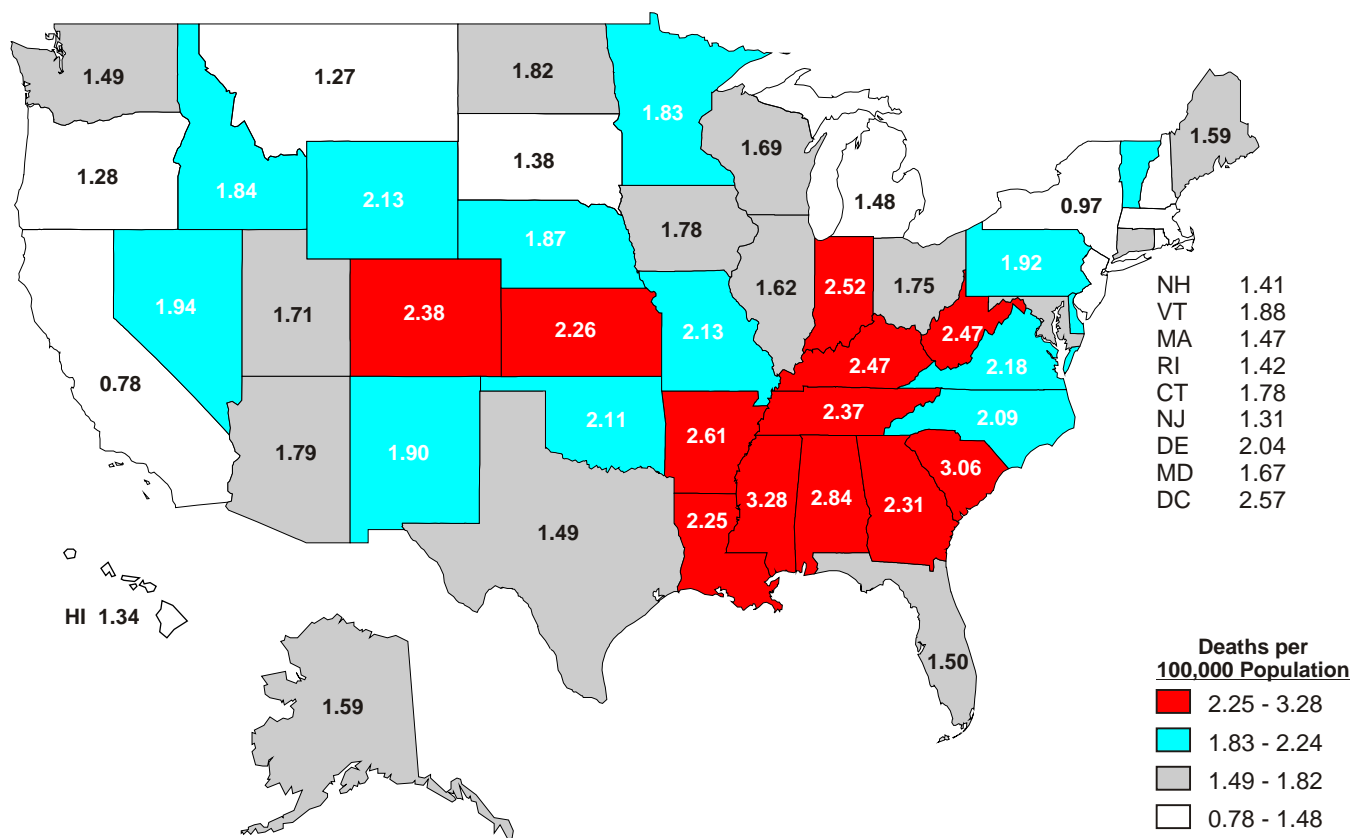 1.49
1.27
1.82
1.83
1.69
1.59
1.28
1.84
2.13
1.38
1.48
0.97
1.87
1.78
1.94
1.71
2.38
2.26
2.13
1.62
2.52
1.75
1.92
2.47
2.47
2.18
0.78
1.79
1.90
2.11
2.61
2.37
2.09
3.06
1.49
2.25
3.28
2.84
2.31
1.50
HI 1.34
1.59
NH 1.41
VT 1.88
MA 1.47
RI 1.42
CT 1.78
NJ 1.31
DE 2.04
MD 1.67
DC 2.57
Deaths per
100,000 Population
2.25 - 3.28
1.83 - 2.24
1.49 - 1.82
0.78 - 1.48